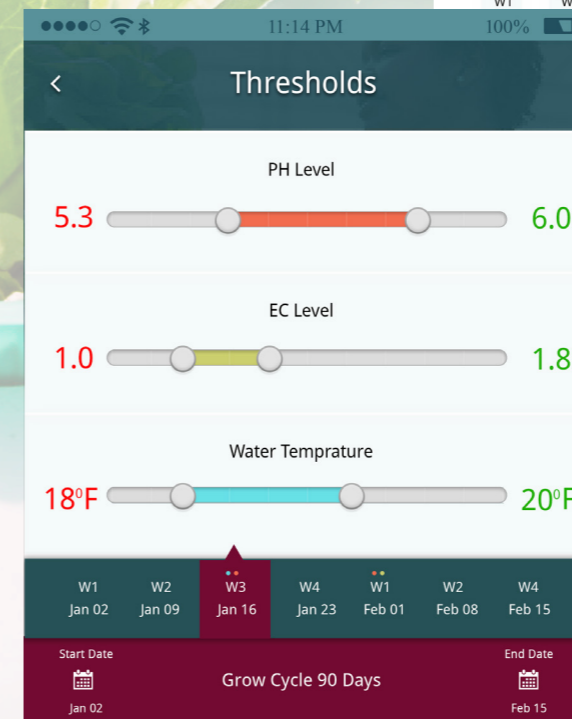 W1
11:14 PM 100%
Thresholds
PH Level
5.3 6.0
EC Level
1.0 1.8
Water Temprature
18⁰F 20⁰F
W1 W2 W3 W4 W1 W2 W4
Jan 02 Jan 09 Jan 16 Jan 23 Feb 01 Feb 08 Feb 15
Start Date End Date
Grow Cycle 90 Days
Jan 02 Feb 15